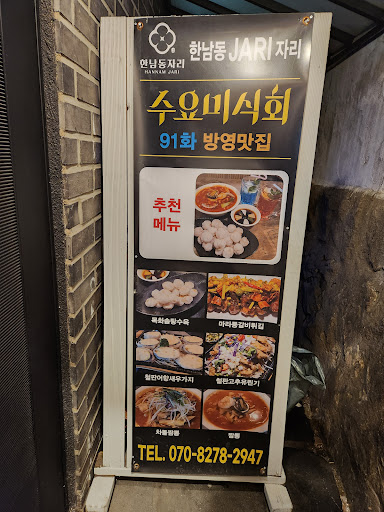 한남동자리
HANNAM JARI
한남동 JARI 자리
수요미식회
91화 방영맛집
추천
메뉴
목화솜탕수육
마라통갈비튀김
철판어향새우가지
철판고추유린기
차돌짬뽕
짬뽕
TEL. 070-8278-2947